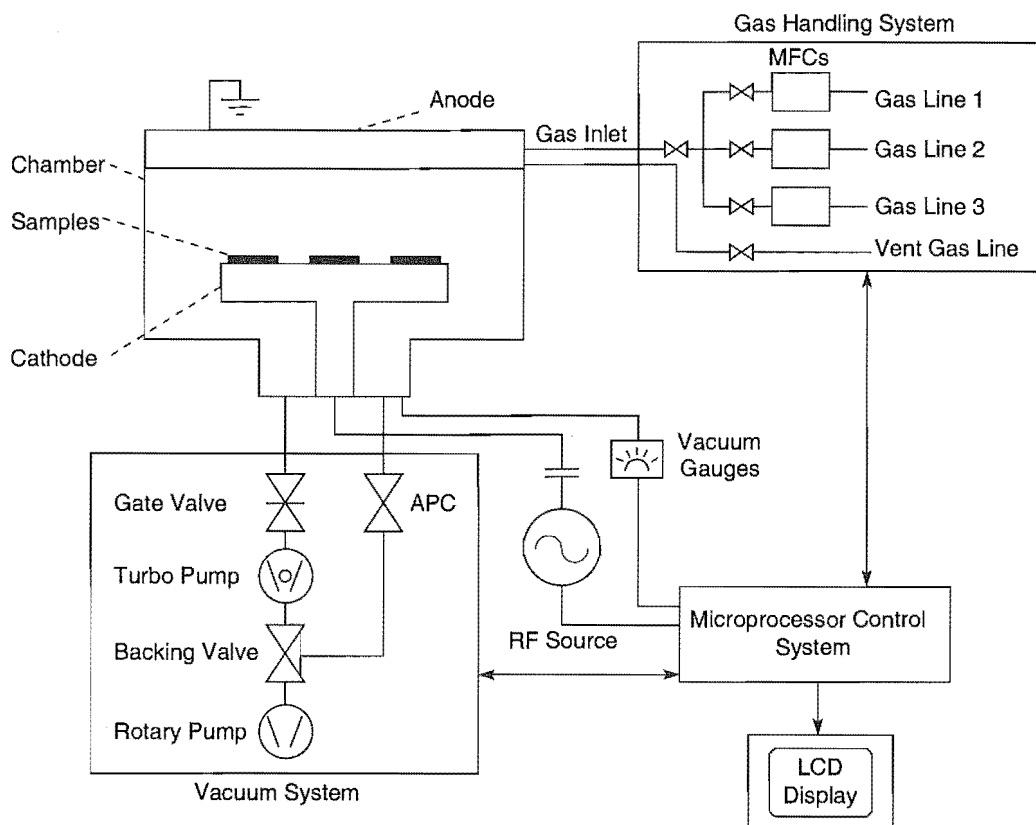 Gas Handling System
MFCs
Anode
Gas Line 1
Gas Inlet
Gas Line 2
Chamber
Gas Line 3
Samples
Vent Gas Line
Cathode
Vacuum
Gauges
Gate Valve
APC
Turbo Pump
Microprocessor Control
System
RF Source
Backing Valve
Rotary Pump
LCD
Display
Vacuum System